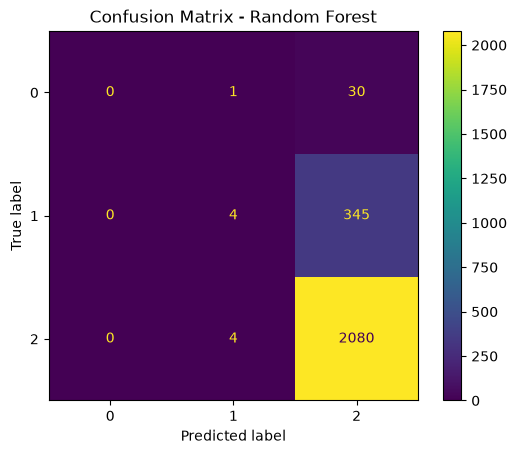 Confusion Matrix - Random Forest
0 0 1 30
1 0 4 345
2 0 4 2080
0 1 2
True label
Predicted label
2000
1750
1500
1250
1000
750
500
250
0